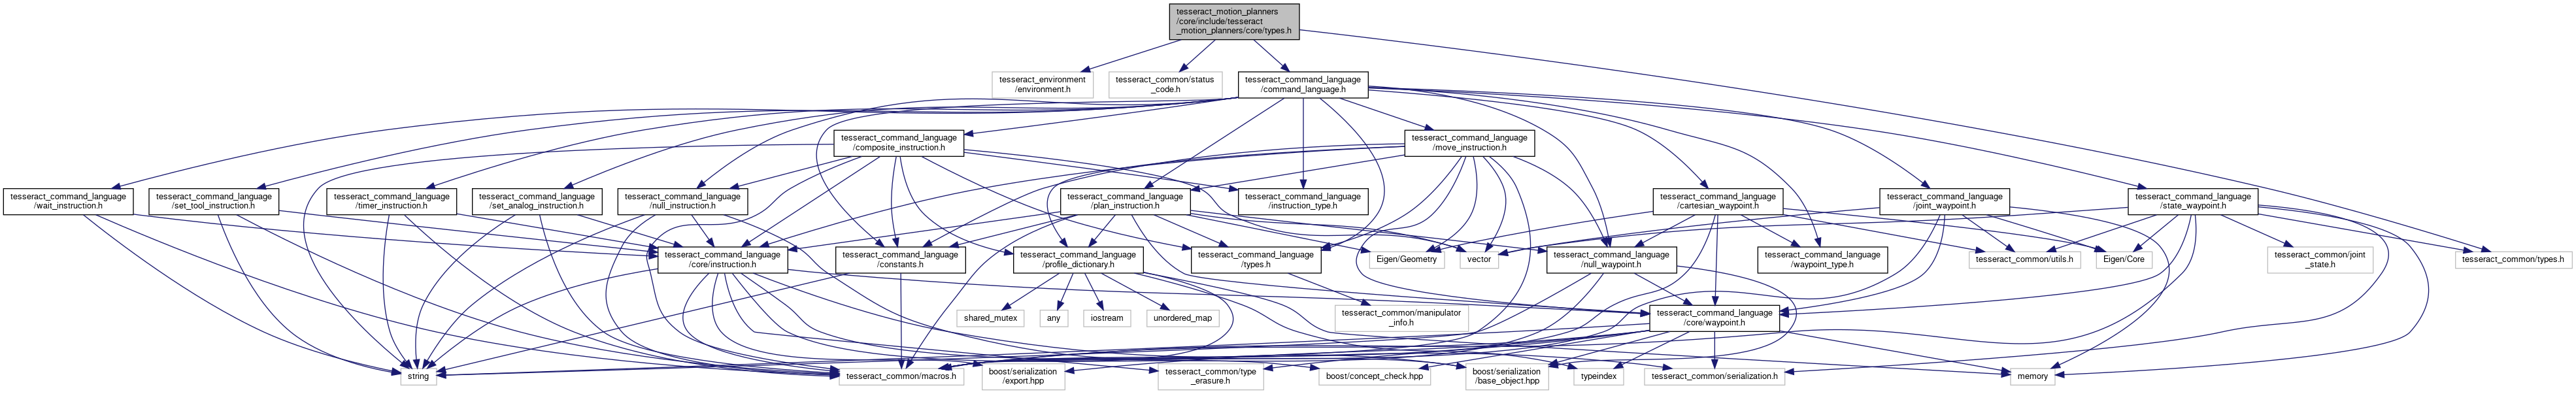 tesseract_motion_planners
/core/include/tesseract
_motion_planners/core/types.h
tesseract_environment
/environment.h
tesseract_common/status
_code.h
tesseract_command_language
/command_language.h
tesseract_command_language
/composite_instruction.h
tesseract_command_language
/move_instruction.h
tesseract_command_language
/wait_instruction.h
tesseract_command_language
/set_tool_instruction.h
tesseract_command_language
/timer_instruction.h
tesseract_command_language
/set_analog_instruction.h
tesseract_command_language
/null_instruction.h
tesseract_command_language
/plan_instruction.h
tesseract_command_language
/instruction_type.h
tesseract_command_language
/cartesian_waypoint.h
tesseract_command_language
/joint_waypoint.h
tesseract_command_language
/state_waypoint.h
tesseract_command_language
/core/instruction.h
tesseract_command_language
/constants.h
tesseract_command_language
/profile_dictionary.h
tesseract_command_language
/types.h
Eigen/Geometry
vector
tesseract_command_language
/null_waypoint.h
tesseract_command_language
/waypoint_type.h
tesseract_common/utils.h
Eigen/Core
tesseract_common/joint
_state.h
tesseract_common/types.h
shared_mutex
any
iostream
unordered_map
tesseract_common/manipulator
_info.h
tesseract_command_language
/core/waypoint.h
string
tesseract_common/macros.h
boost/serialization
/export.hpp
tesseract_common/type
_erasure.h
boost/concept_check.hpp
boost/serialization
/base_object.hpp
typeindex
tesseract_common/serialization.h
memory